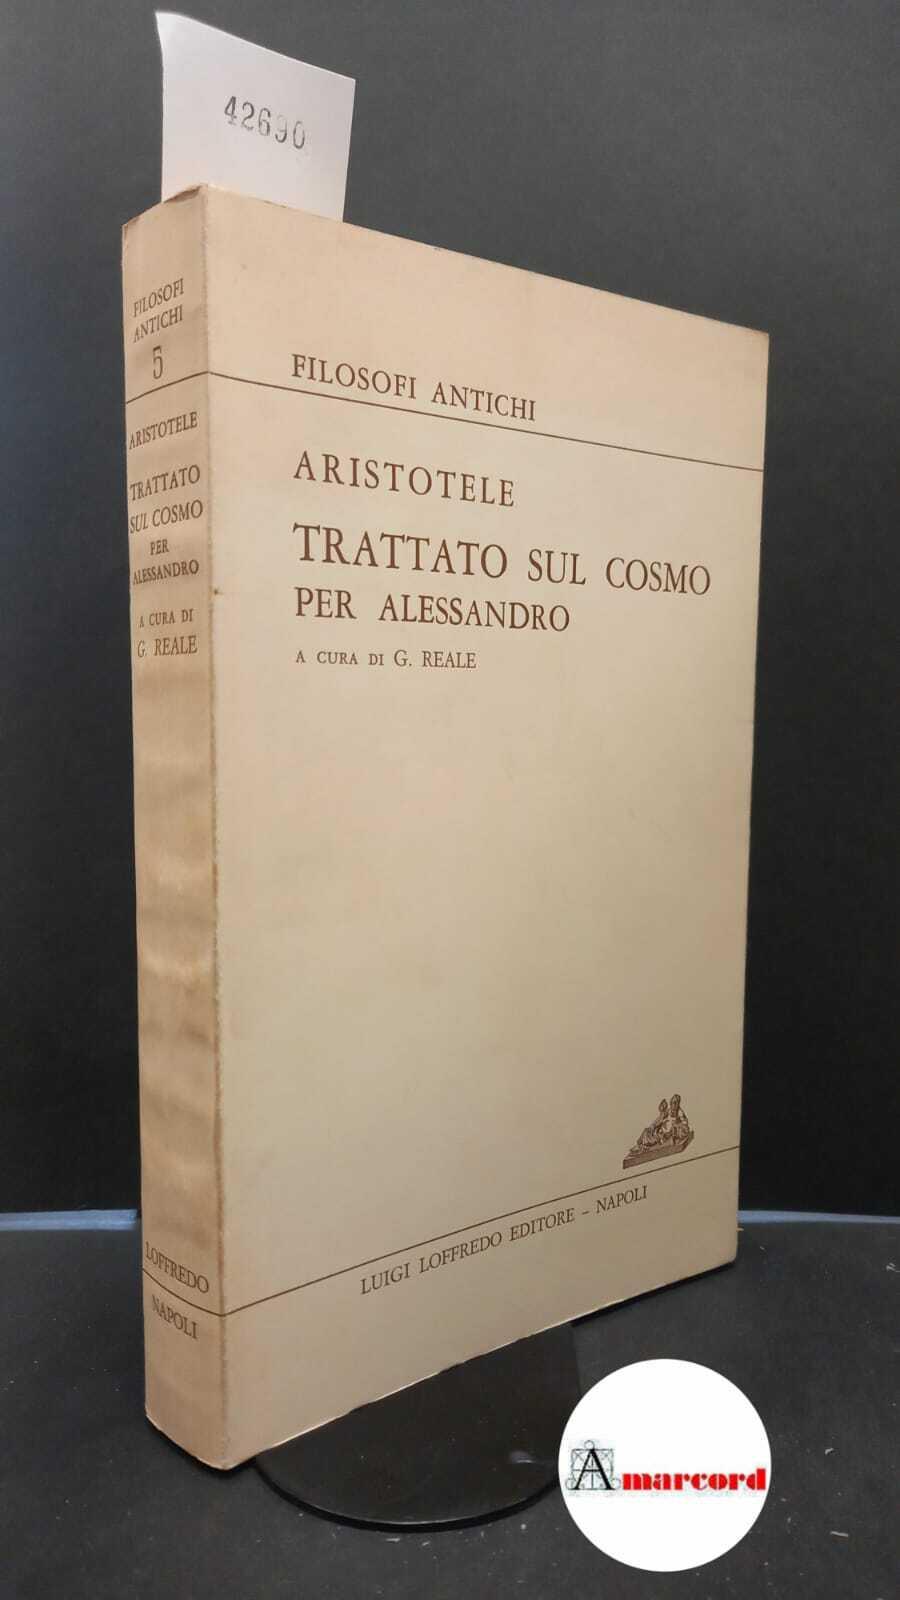 42690
FILOSOFI
ANTICHI
5
ARISTOTELE
TRATTATO
SUL COSMO
PER
ALESSANDRO
A CURA DI
G. REALE
LOFFREDO
NAPOLI
FILOSOFI ANTICHI
ARISTOTELE
TRATTATO SUL COSMO
PER ALESSANDRO
A CURA DI G. REALE
LUIGI LOFFREDO EDITORE - NAPOLI
Amarcord